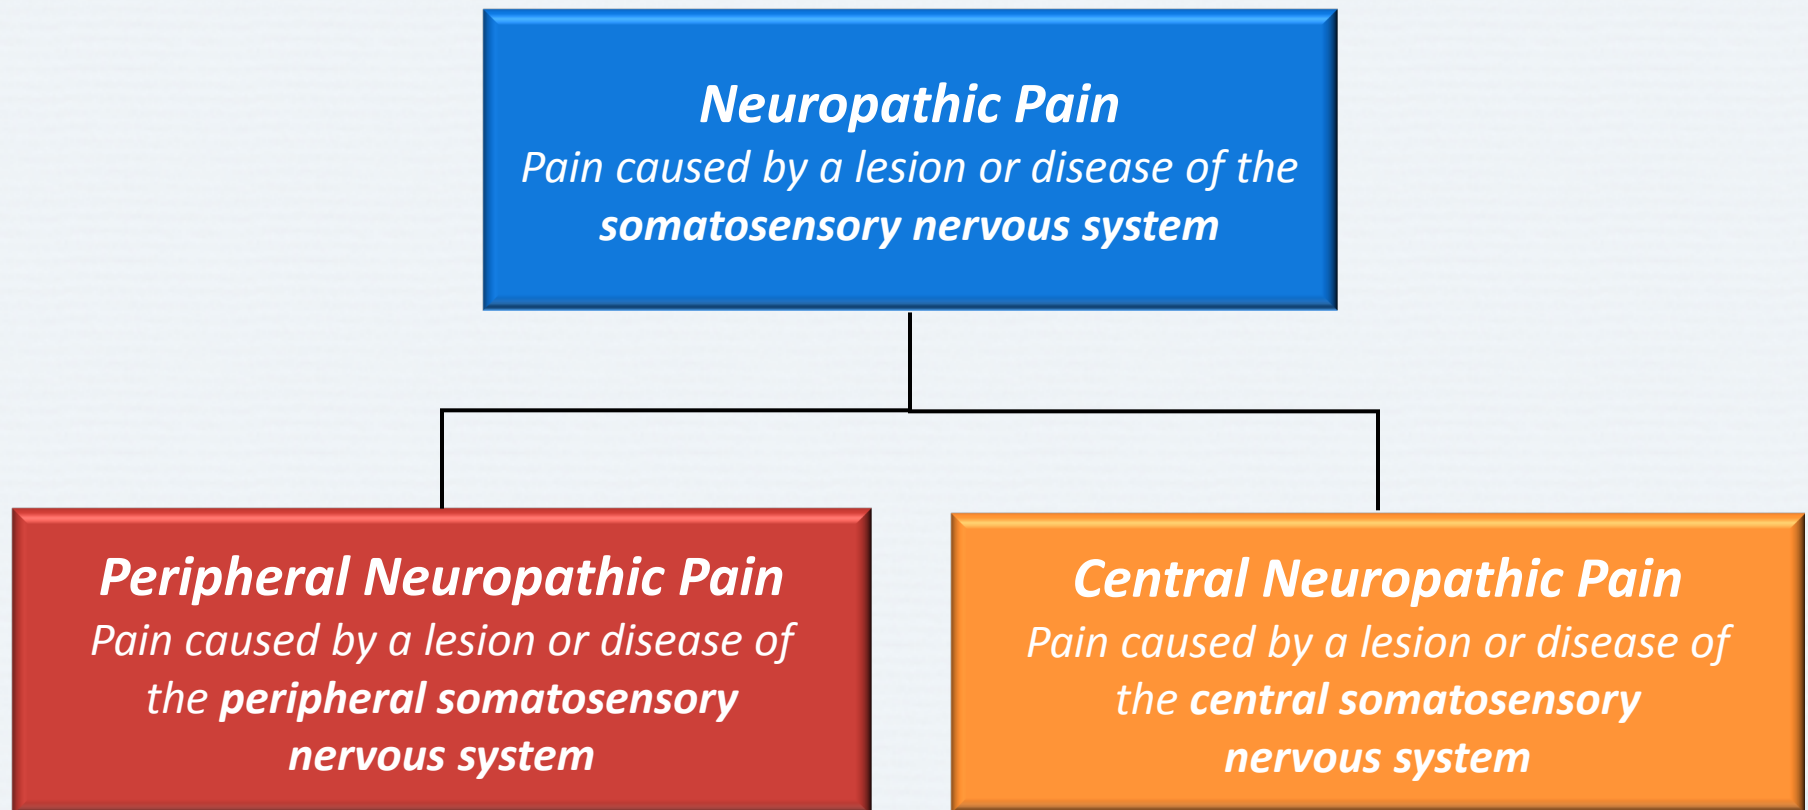 Neuropathic Pain
Pain caused by a lesion or disease of the
somatosensory nervous system
Peripheral Neuropathic Pain
Pain caused by a lesion or disease of
the peripheral somatosensory
nervous system
Central Neuropathic Pain
Pain caused by a lesion or disease of
the central somatosensory
nervous system